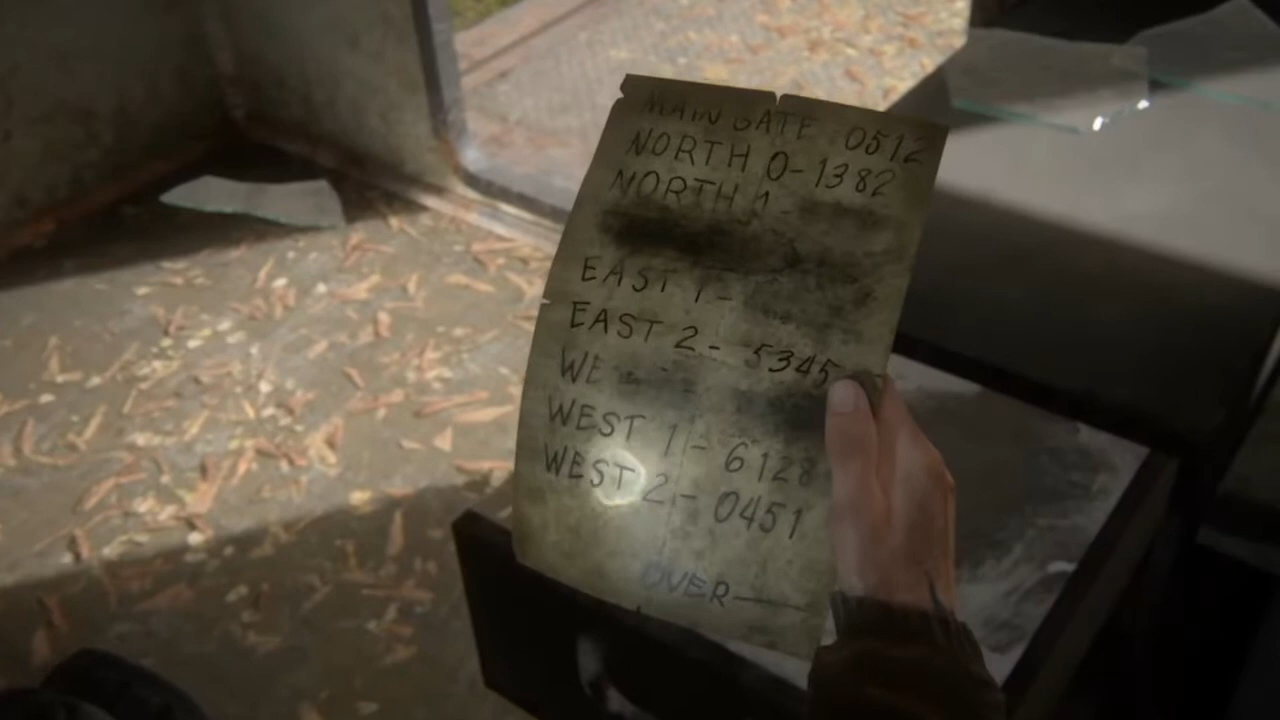 MAIN GATE 0512
NORTH 0-1382
NORTH 1-
EAST 1-
EAST 2- 5345
WE
WEST 1- 6128
WEST 2- 0451
OVER